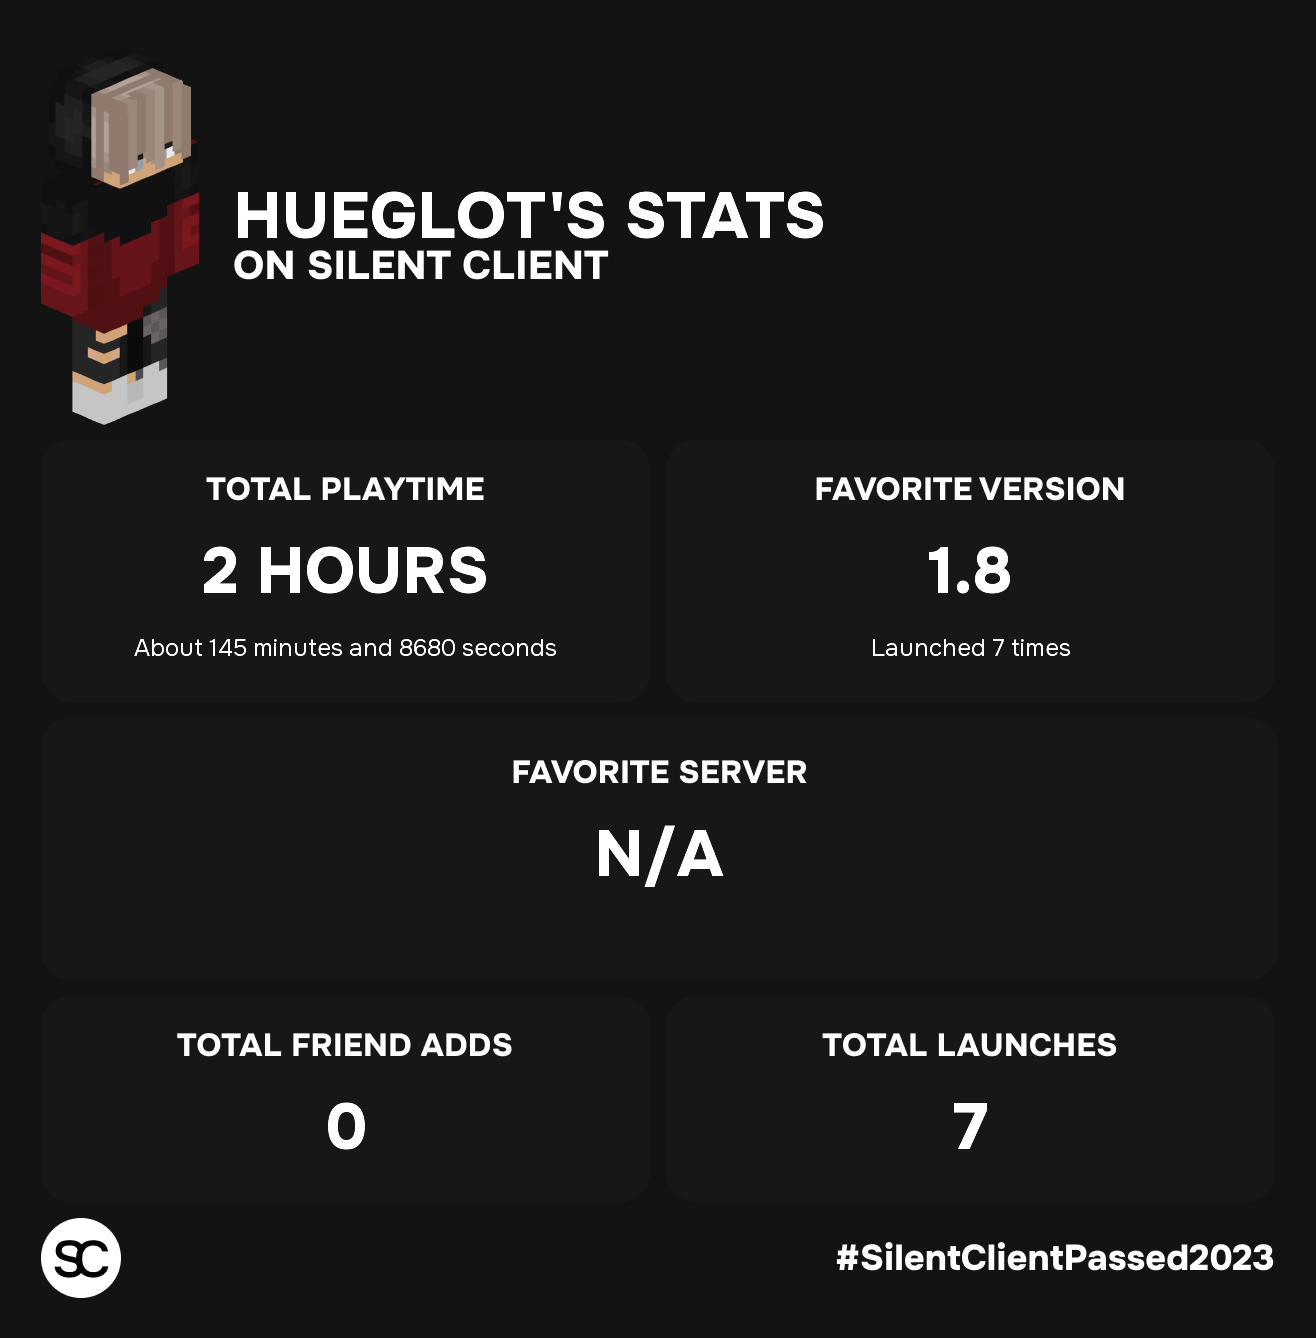 HUEGLOT'S STATS
ON SILENT CLIENT
TOTAL PLAYTIME
2 HOURS
About 145 minutes and 8680 seconds
FAVORITE VERSION
1.8
Launched 7 times
FAVORITE SERVER
N/A
TOTAL FRIEND ADDS
0
TOTAL LAUNCHES
7
SC
#SilentClientPassed2023